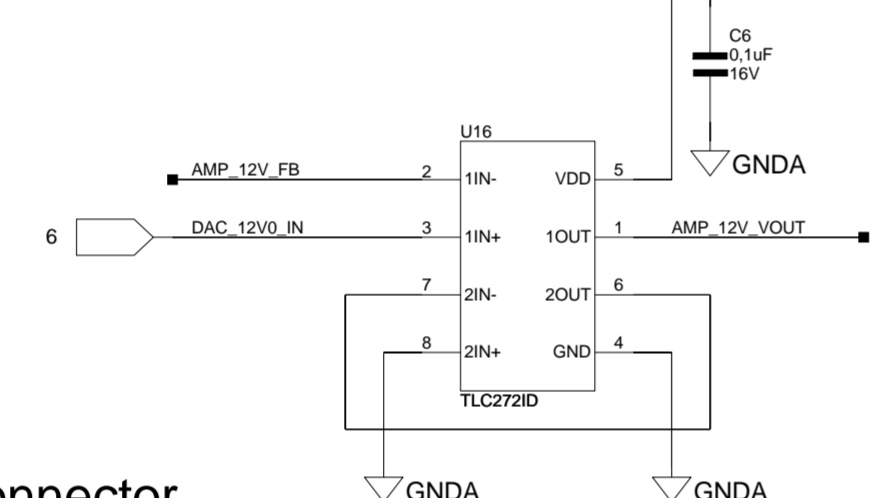 C6
0,1uF
16V
GNDA
U16
AMP_12V_FB 2 1IN- VDD 5
6 DAC_12V0_IN 3 1IN+ 1OUT 1 AMP_12V_VOUT
7 2IN- 2OUT 6
8 2IN+ GND 4
TLC272ID
GNDA GNDA
onnector